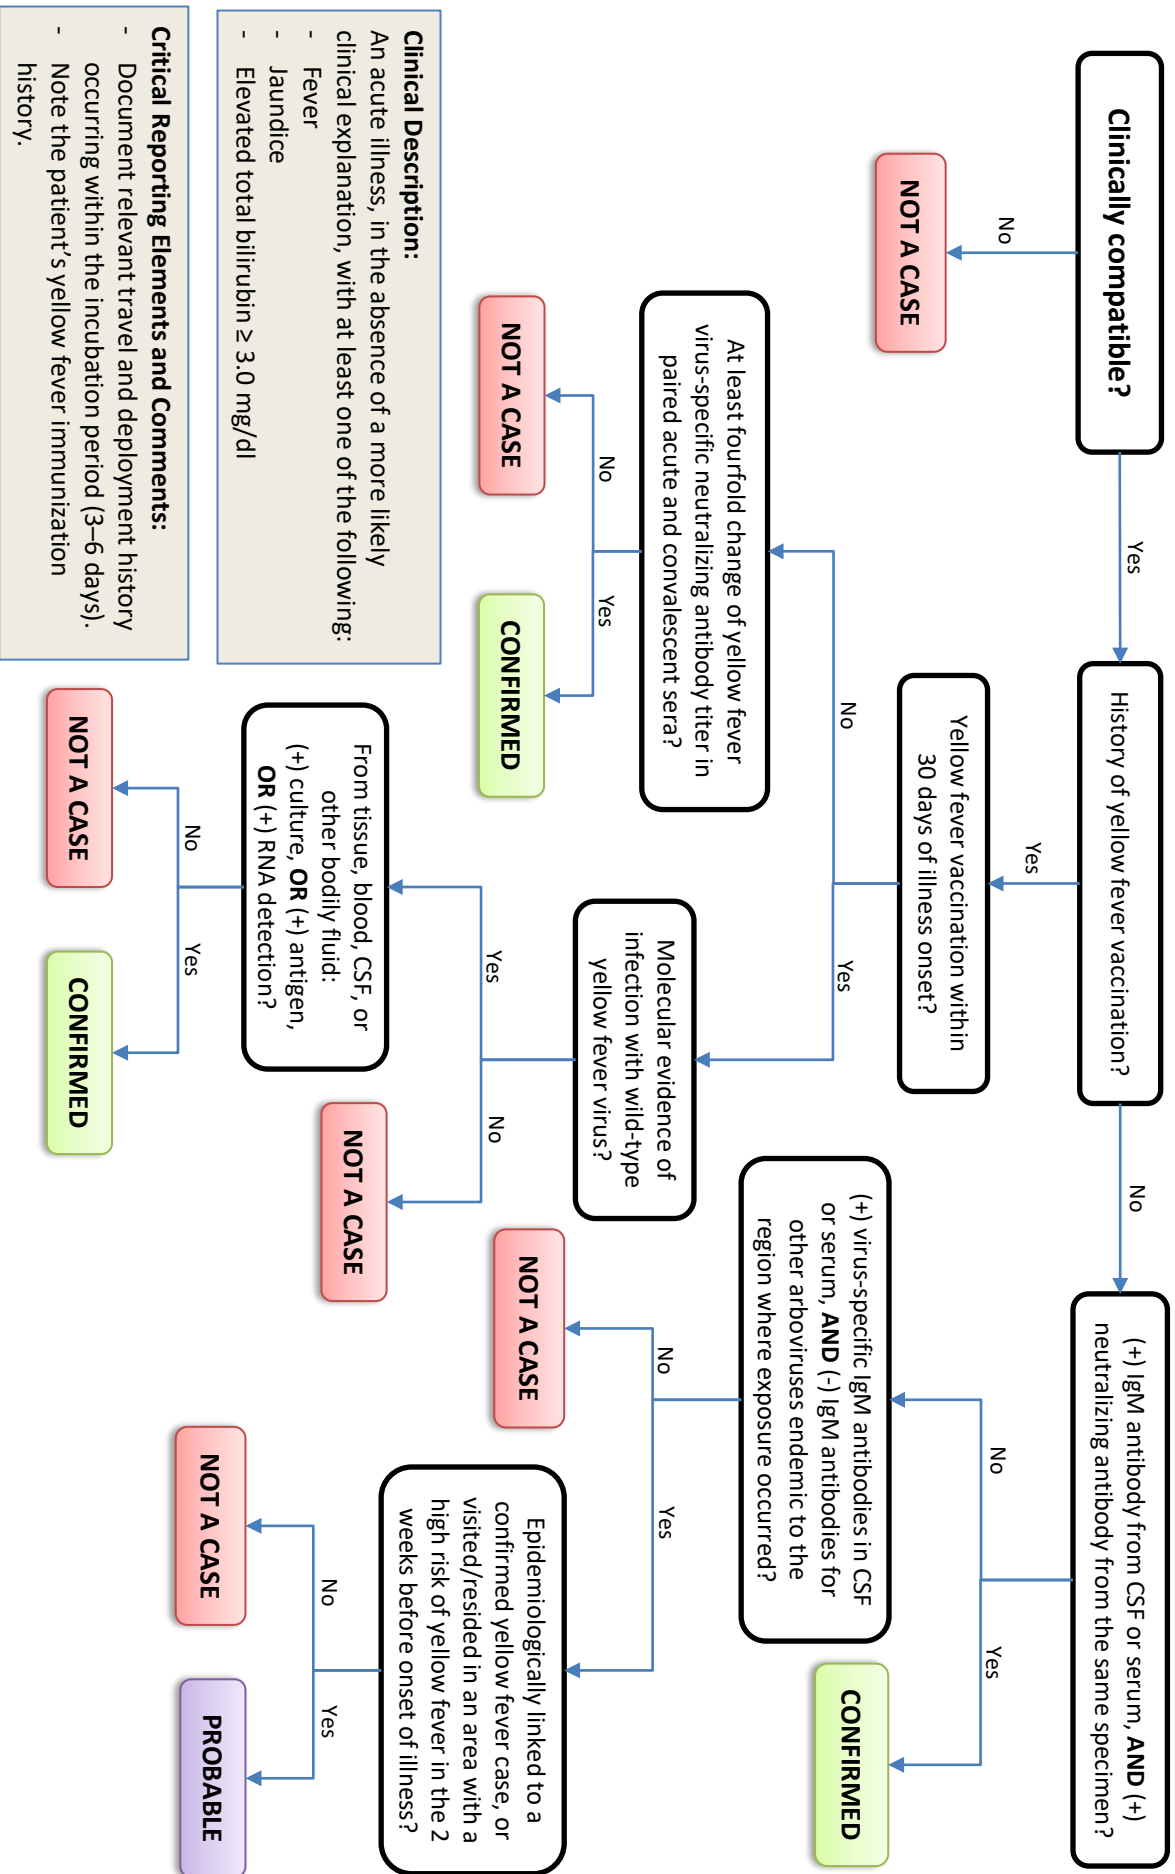 Clinically compatible?
Yes
No
NOT A CASE
History of yellow fever vaccination?
Yes
No
Yellow fever vaccination within
30 days of illness onset?
No
Yes
At least fourfold change of yellow fever
virus-specific neutralizing antibody titer in
paired acute and convalescent sera?
No
Yes
NOT A CASE
CONFIRMED
Molecular evidence of
infection with wild-type
yellow fever virus?
Yes
No
NOT A CASE
From tissue, blood, CSF, or
other bodily fluid:
(+) culture, OR (+) antigen,
OR (+) RNA detection?
No
Yes
NOT A CASE
CONFIRMED
(+) IgM antibody from CSF or serum, AND (+)
neutralizing antibody from the same specimen?
No
Yes
CONFIRMED
(+) virus-specific IgM antibodies in CSF
or serum, AND (-) IgM antibodies for
other arboviruses endemic to the
region where exposure occurred?
No
Yes
NOT A CASE
Epidemiologically linked to a
confirmed yellow fever case, or
visited/resided in an area with a
high risk of yellow fever in the 2
weeks before onset of illness?
No
Yes
NOT A CASE
PROBABLE
Clinical Description:
An acute illness, in the absence of a more likely
clinical explanation, with at least one of the following:
- Fever
- Jaundice
- Elevated total bilirubin ≥ 3.0 mg/dl
Critical Reporting Elements and Comments:
- Document relevant travel and deployment history
occurring within the incubation period (3–6 days).
- Note the patient’s yellow fever immunization
history.